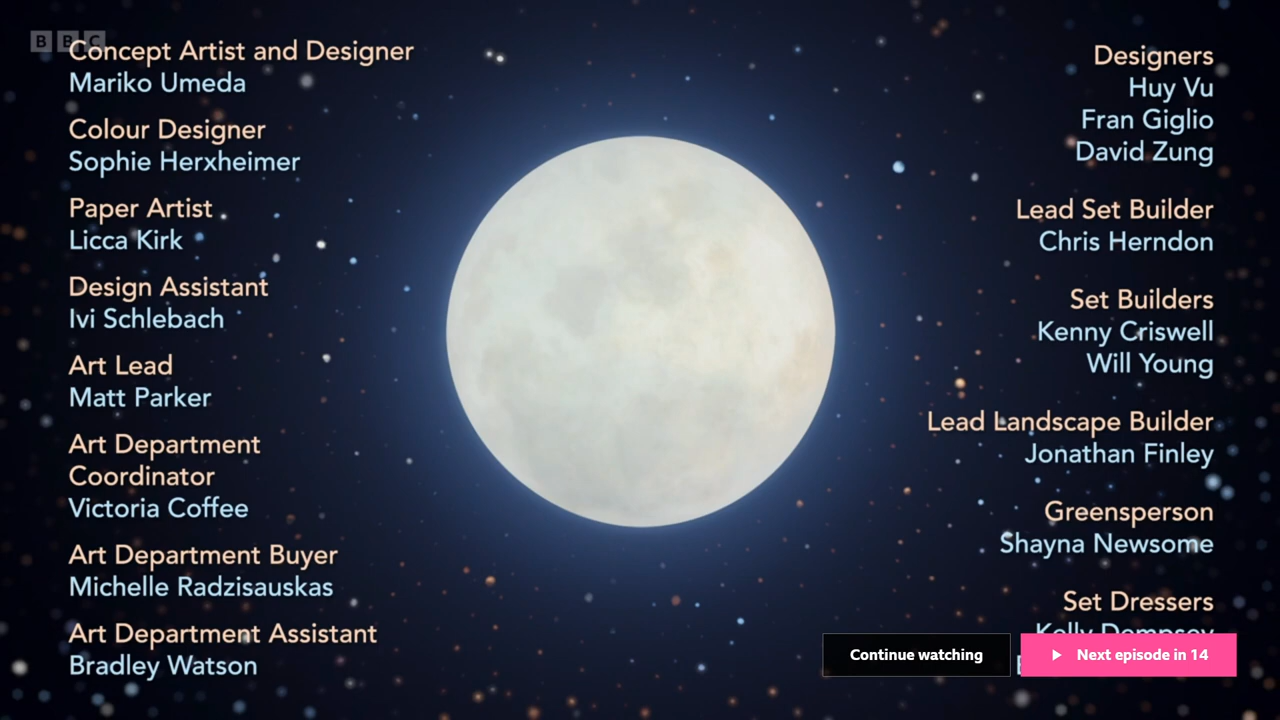 BBC
Concept Artist and Designer
Mariko Umeda
Colour Designer
Sophie Herxheimer
Paper Artist
Licca Kirk
Design Assistant
Ivi Schlebach
Art Lead
Matt Parker
Art Department
Coordinator
Victoria Coffee
Art Department Buyer
Michelle Radzisauskas
Art Department Assistant
Bradley Watson
Designers
Huy Vu
Fran Giglio
David Zung
Lead Set Builder
Chris Herndon
Set Builders
Kenny Criswell
Will Young
Lead Landscape Builder
Jonathan Finley
Greensperson
Shayna Newsome
Set Dressers
Kelly Dempsey
Continue watching
Next episode in 14